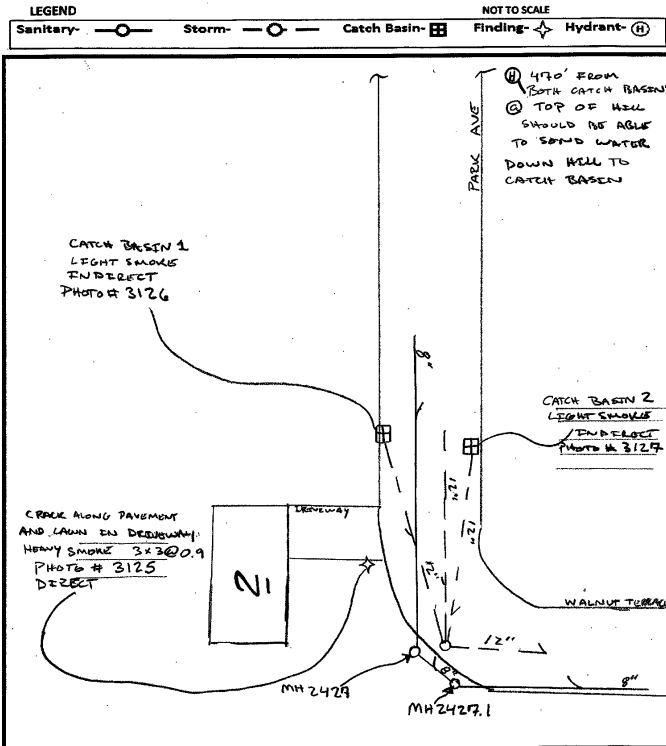 LEGEND
NOT TO SCALE
Sanitary- Storm- Catch Basin- Finding- Hydrant- H
H 470' FROM
BOTH CATCH BASIN
@ TOP OF HILL
SHOULD BE ABLE
TO SEND WATER
DOWN HILL TO
CATCH BASIN
PARK AVE
CATCH BASIN 1
LIGHT SMOKE
INDIRECT
PHOTO # 3126
8"
CATCH BASIN 2
LIGHT SMOKE
INDIRECT
PHOTO # 3127
12"
12"
12"
CRACK ALONG PAVEMENT
AND LAWN IN DRIVEWAY
HEAVY SMOKE 3x3@0.9
PHOTO # 3125
DIRECT
DRIVEWAY
21
WALNUT TERRACE
12"
8"
MH 2427
MH 2427.1
8"